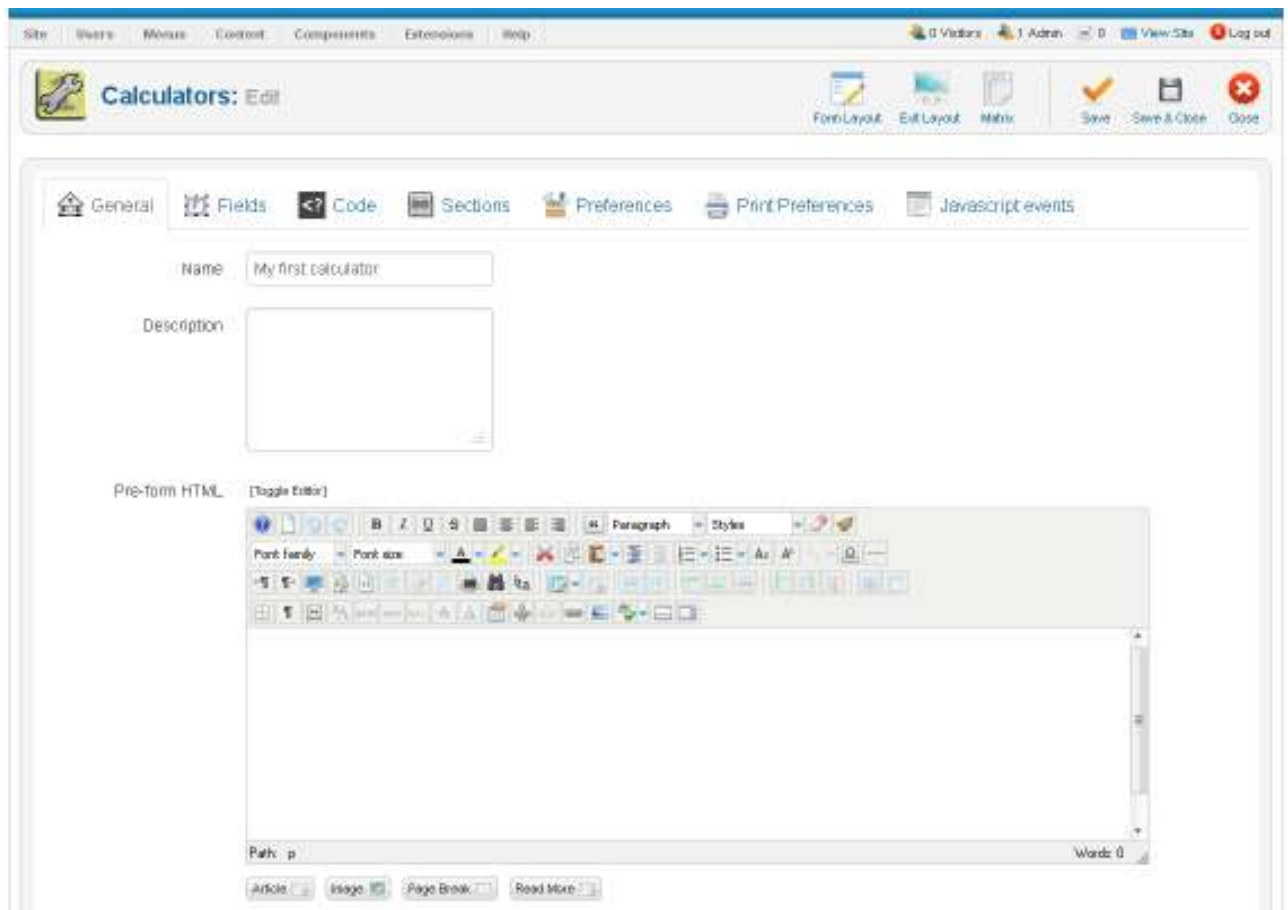 Site Users Menus Content Components Extensions Help 0 Visitors 1 Admin 0 View Site Log out
Calculators: Edit
Form Layout Exit Layout Matrix Save Save & Close Close
General Fields Code Sections Preferences Print Preferences Javascript events
Name My first calculator
Description
Pre-form HTML [Toggle Editor]
B I U S Paragraph Styles
Font family Font size A
Path: p Words: 0
Article Image Page Break Read More